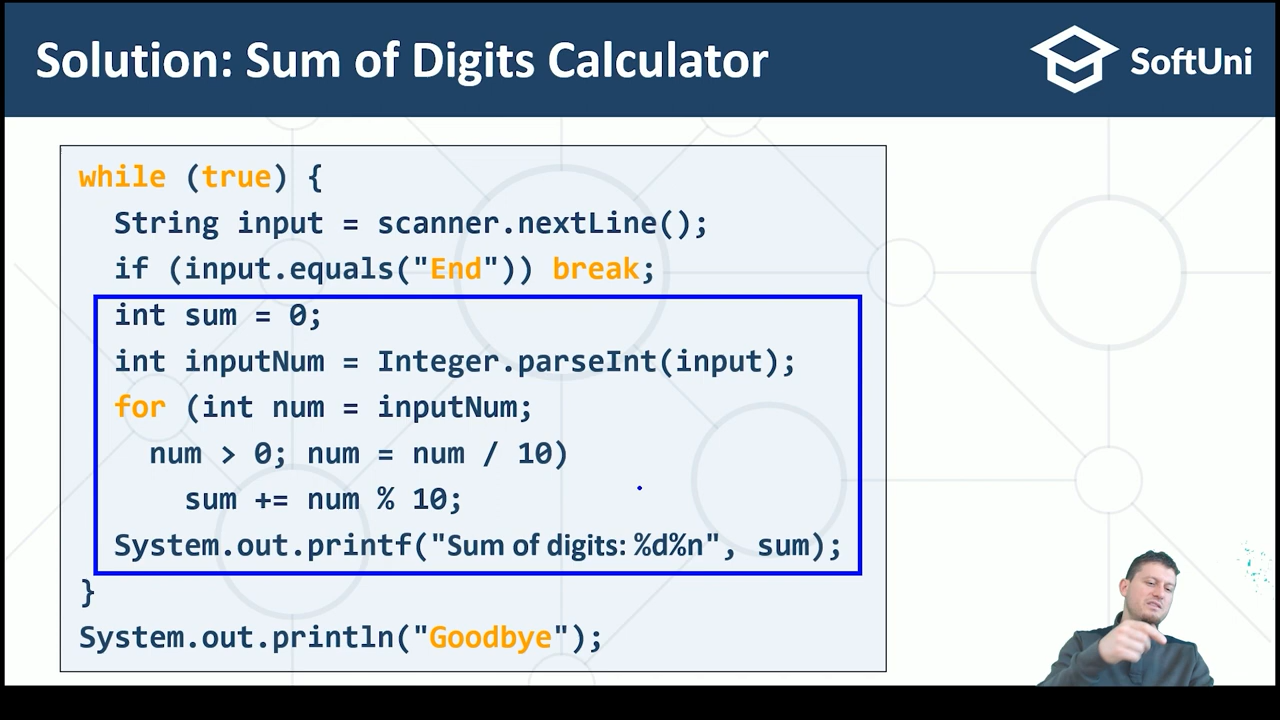 Solution: Sum of Digits Calculator
SoftUni
while (true) {
String input = scanner.nextLine();
if (input.equals("End")) break;
int sum = 0;
int inputNum = Integer.parseInt(input);
for (int num = inputNum;
num > 0; num = num / 10)
sum += num % 10;
System.out.printf("Sum of digits: %d%n", sum);
}
System.out.println("Goodbye");